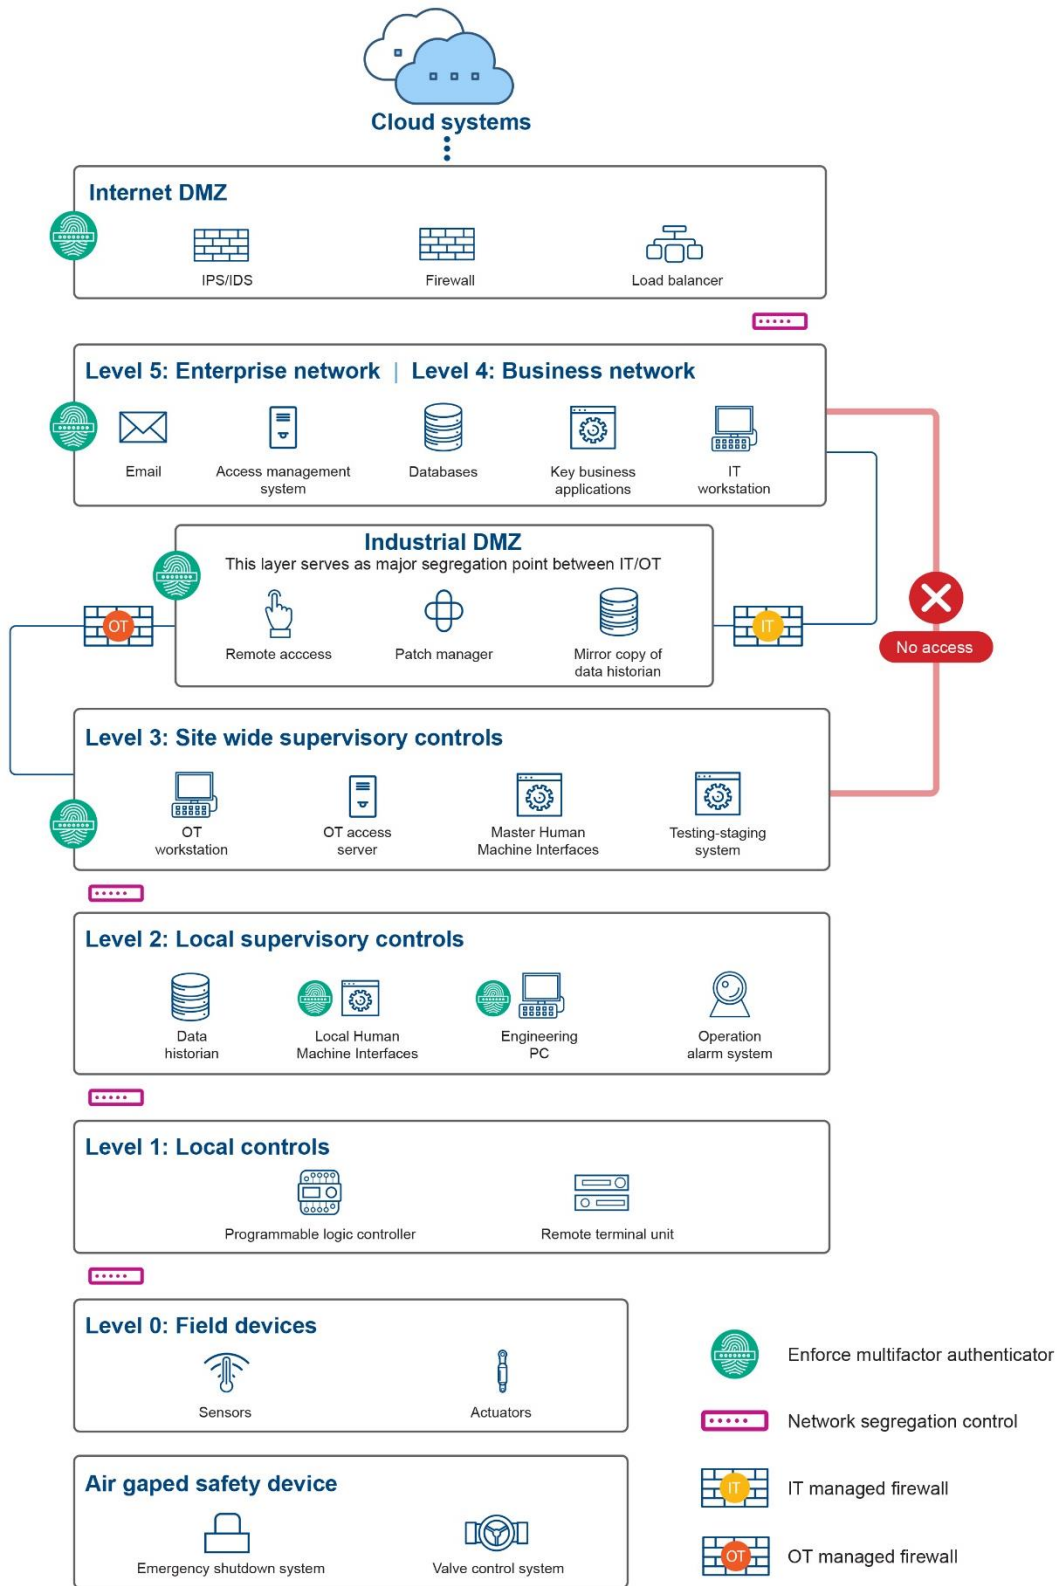 Cloud systems
Internet DMZ
IPS/IDS
Firewall
Load balancer
Level 5: Enterprise network | Level 4: Business network
Email
Access management
system
Databases
Key business
applications
IT
workstation
Industrial DMZ
This layer serves as major segregation point between IT/OT
OT
Remote acccess
Patch manager
Mirror copy of
data historian
IT
No access
Level 3: Site wide supervisory controls
OT
workstation
OT access
server
Master Human
Machine Interfaces
Testing-staging
system
Level 2: Local supervisory controls
Data
historian
Local Human
Machine Interfaces
Engineering
PC
Operation
alarm system
Level 1: Local controls
Programmable logic controller
Remote terminal unit
Level 0: Field devices
Sensors
Actuators
Air gaped safety device
Emergency shutdown system
Valve control system
Enforce multifactor authenticator
Network segregation control
IT
IT managed firewall
OT
OT managed firewall